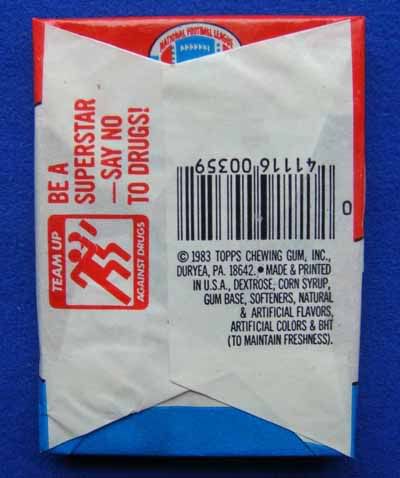 NATIONAL FOOTBALL LEAGUE
BE A
SUPERSTAR
—SAY NO
TO DRUGS!
TEAM UP
AGAINST DRUGS
41116 00359
0
© 1983 TOPPS CHEWING GUM, INC.,
DURYEA, PA. 18642. ● MADE & PRINTED
IN U.S.A., DEXTROSE, CORN SYRUP,
GUM BASE, SOFTENERS, NATURAL
& ARTIFICIAL FLAVORS,
ARTIFICIAL COLORS & BHT
(TO MAINTAIN FRESHNESS).